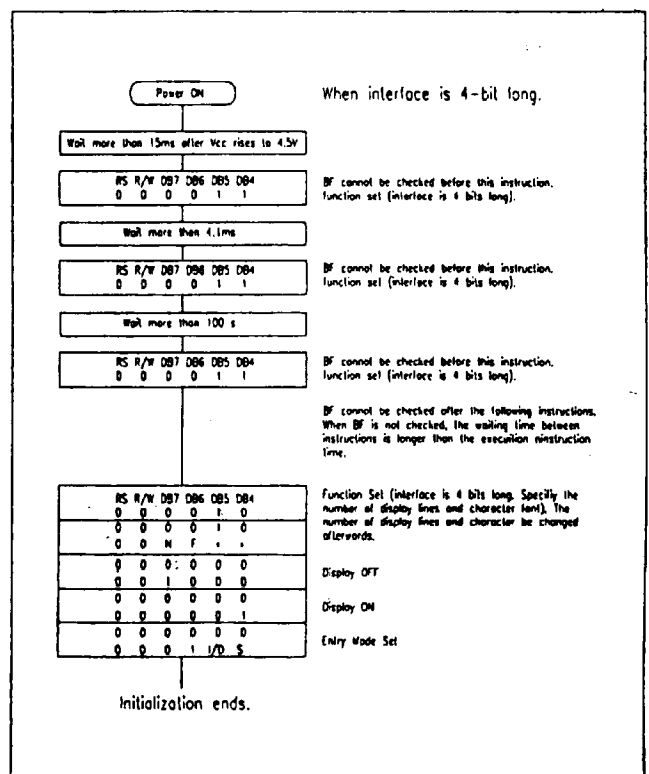 Power ON
When interface is 4-bit long.
Wait more than 15ms after Vcc rises to 4.5V
RS R/W DB7 DB6 DB5 DB4
0 0 0 0 1 1
BF cannot be checked before this instruction.
function set (interface is 4 bits long).
Wait more than 4.1ms
RS R/W DB7 DB6 DB5 DB4
0 0 0 0 1 1
BF cannot be checked before this instruction.
function set (interface is 4 bits long).
Wait more than 100 s
RS R/W DB7 DB6 DB5 DB4
0 0 0 0 1 1
BF cannot be checked before this instruction.
function set (interface is 4 bits long).
BF cannot be checked after the following instructions.
When BF is not checked, the waiting time between
instructions is longer than the execution ninstruction
time.
RS R/W DB7 DB6 DB5 DB4
0 0 0 0 1 0
0 0 0 0 1 0
0 0 N F * *
Function Set (interface is 4 bits long. Specifiy the
number of display lines and character font). The
number of display lines and character be changed
afterwords.
0 0 0 0 0 0
0 0 1 0 0 0
Display OFF
0 0 0 0 0 0
0 0 0 0 0 1
Display ON
0 0 0 0 0 0
0 0 0 1 I/D S
Entry Mode Set
Initialization ends.